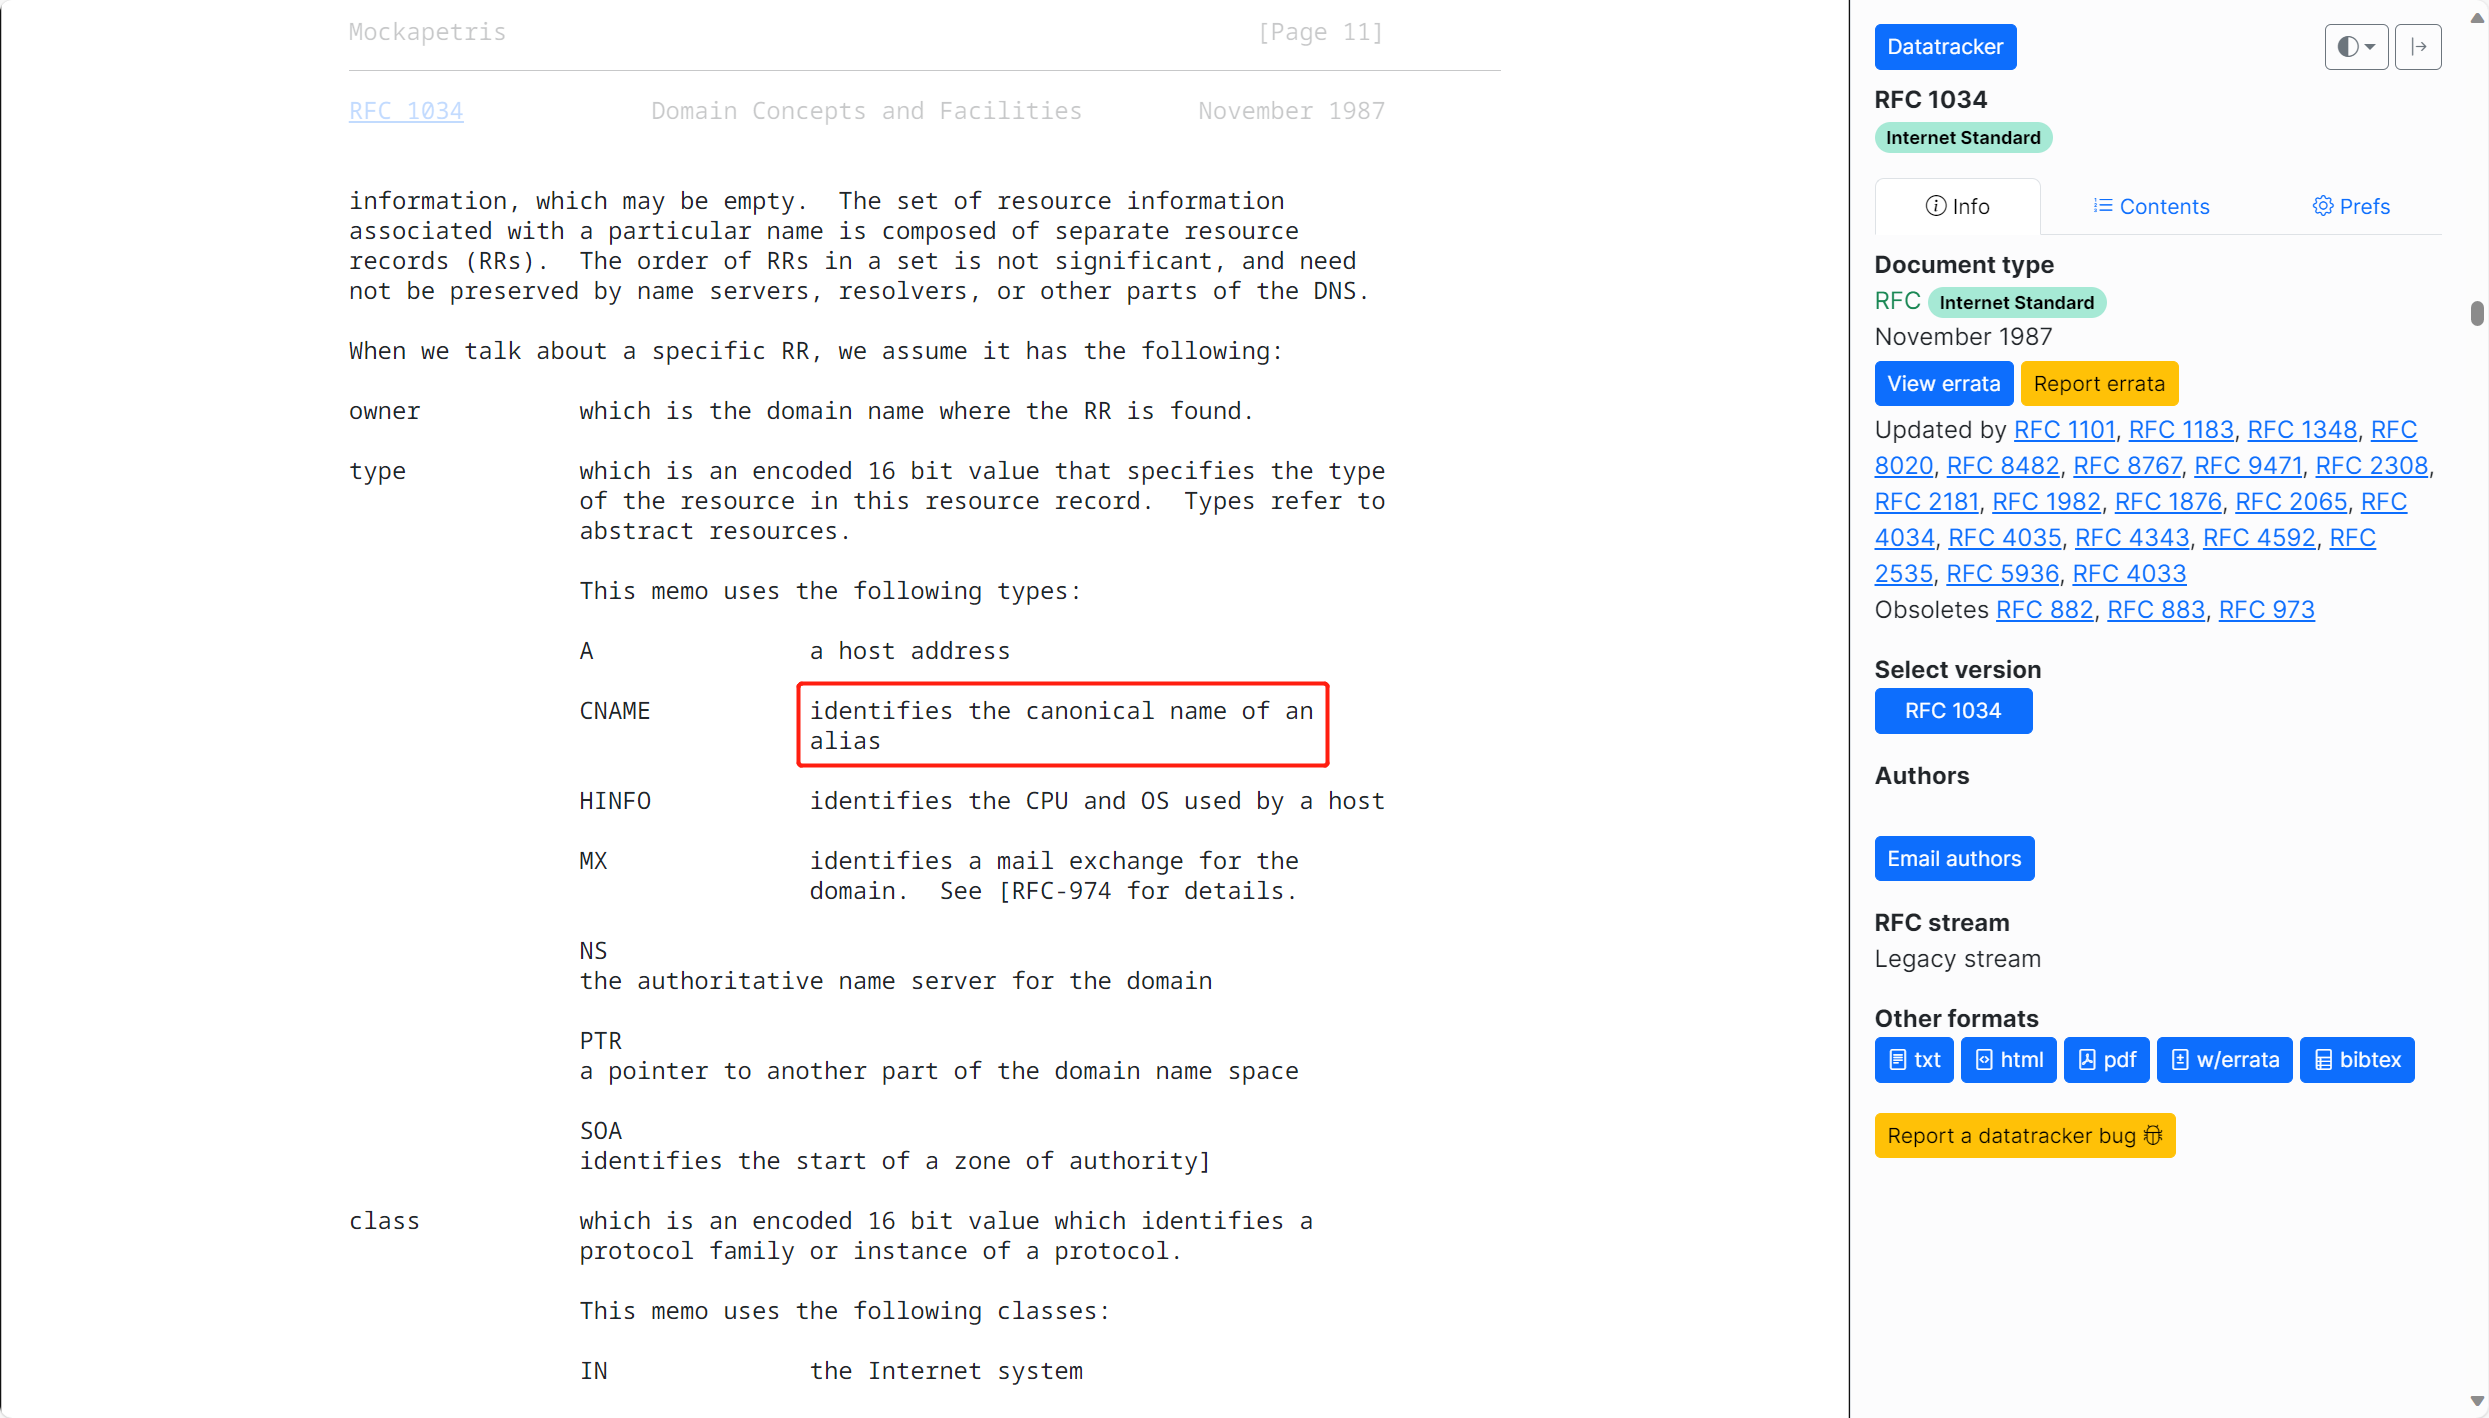 Mockapetris [Page 11]
RFC 1034 Domain Concepts and Facilities November 1987
information, which may be empty. The set of resource information
associated with a particular name is composed of separate resource
records (RRs). The order of RRs in a set is not significant, and need
not be preserved by name servers, resolvers, or other parts of the DNS.
When we talk about a specific RR, we assume it has the following:
owner which is the domain name where the RR is found.
type which is an encoded 16 bit value that specifies the type
of the resource in this resource record. Types refer to
abstract resources.
This memo uses the following types:
A a host address
CNAME identifies the canonical name of an
alias
HINFO identifies the CPU and OS used by a host
MX identifies a mail exchange for the
domain. See [RFC-974 for details.
NS
the authoritative name server for the domain
PTR
a pointer to another part of the domain name space
SOA
identifies the start of a zone of authority]
class which is an encoded 16 bit value which identifies a
protocol family or instance of a protocol.
This memo uses the following classes:
IN the Internet system
Datatracker
RFC 1034
Internet Standard
Info Contents Prefs
Document type
RFC Internet Standard
November 1987
View errata Report errata
Updated by RFC 1101, RFC 1183, RFC 1348, RFC
8020, RFC 8482, RFC 8767, RFC 9471, RFC 2308,
RFC 2181, RFC 1982, RFC 1876, RFC 2065, RFC
4034, RFC 4035, RFC 4343, RFC 4592, RFC
2535, RFC 5936, RFC 4033
Obsoletes RFC 882, RFC 883, RFC 973
Select version
RFC 1034
Authors
Email authors
RFC stream
Legacy stream
Other formats
txt html pdf w/errata bibtex
Report a datatracker bug